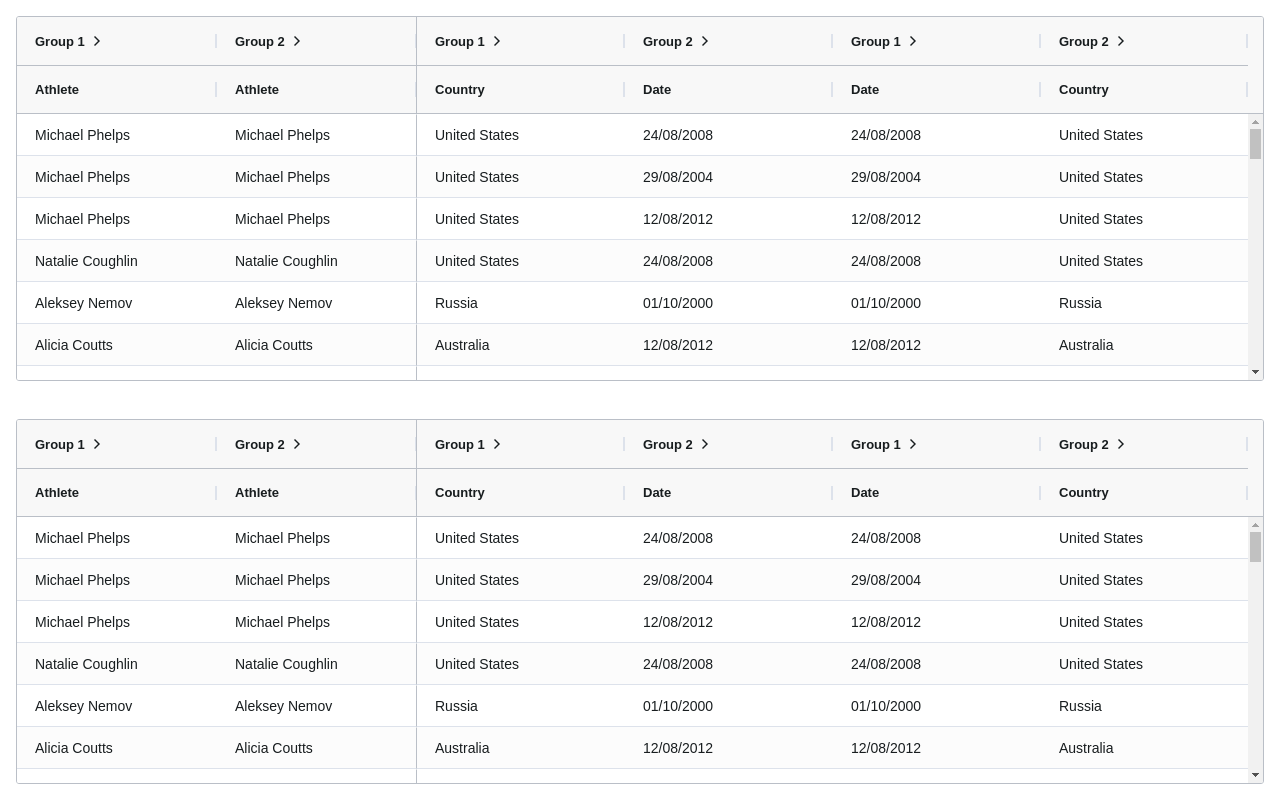 Group 1 Group 2 Group 1 Group 2 Group 1 Group 2
Athlete Athlete Country Date Date Country
Michael Phelps Michael Phelps United States 24/08/2008 24/08/2008 United States
Michael Phelps Michael Phelps United States 29/08/2004 29/08/2004 United States
Michael Phelps Michael Phelps United States 12/08/2012 12/08/2012 United States
Natalie Coughlin Natalie Coughlin United States 24/08/2008 24/08/2008 United States
Aleksey Nemov Aleksey Nemov Russia 01/10/2000 01/10/2000 Russia
Alicia Coutts Alicia Coutts Australia 12/08/2012 12/08/2012 Australia
Group 1 Group 2 Group 1 Group 2 Group 1 Group 2
Athlete Athlete Country Date Date Country
Michael Phelps Michael Phelps United States 24/08/2008 24/08/2008 United States
Michael Phelps Michael Phelps United States 29/08/2004 29/08/2004 United States
Michael Phelps Michael Phelps United States 12/08/2012 12/08/2012 United States
Natalie Coughlin Natalie Coughlin United States 24/08/2008 24/08/2008 United States
Aleksey Nemov Aleksey Nemov Russia 01/10/2000 01/10/2000 Russia
Alicia Coutts Alicia Coutts Australia 12/08/2012 12/08/2012 Australia